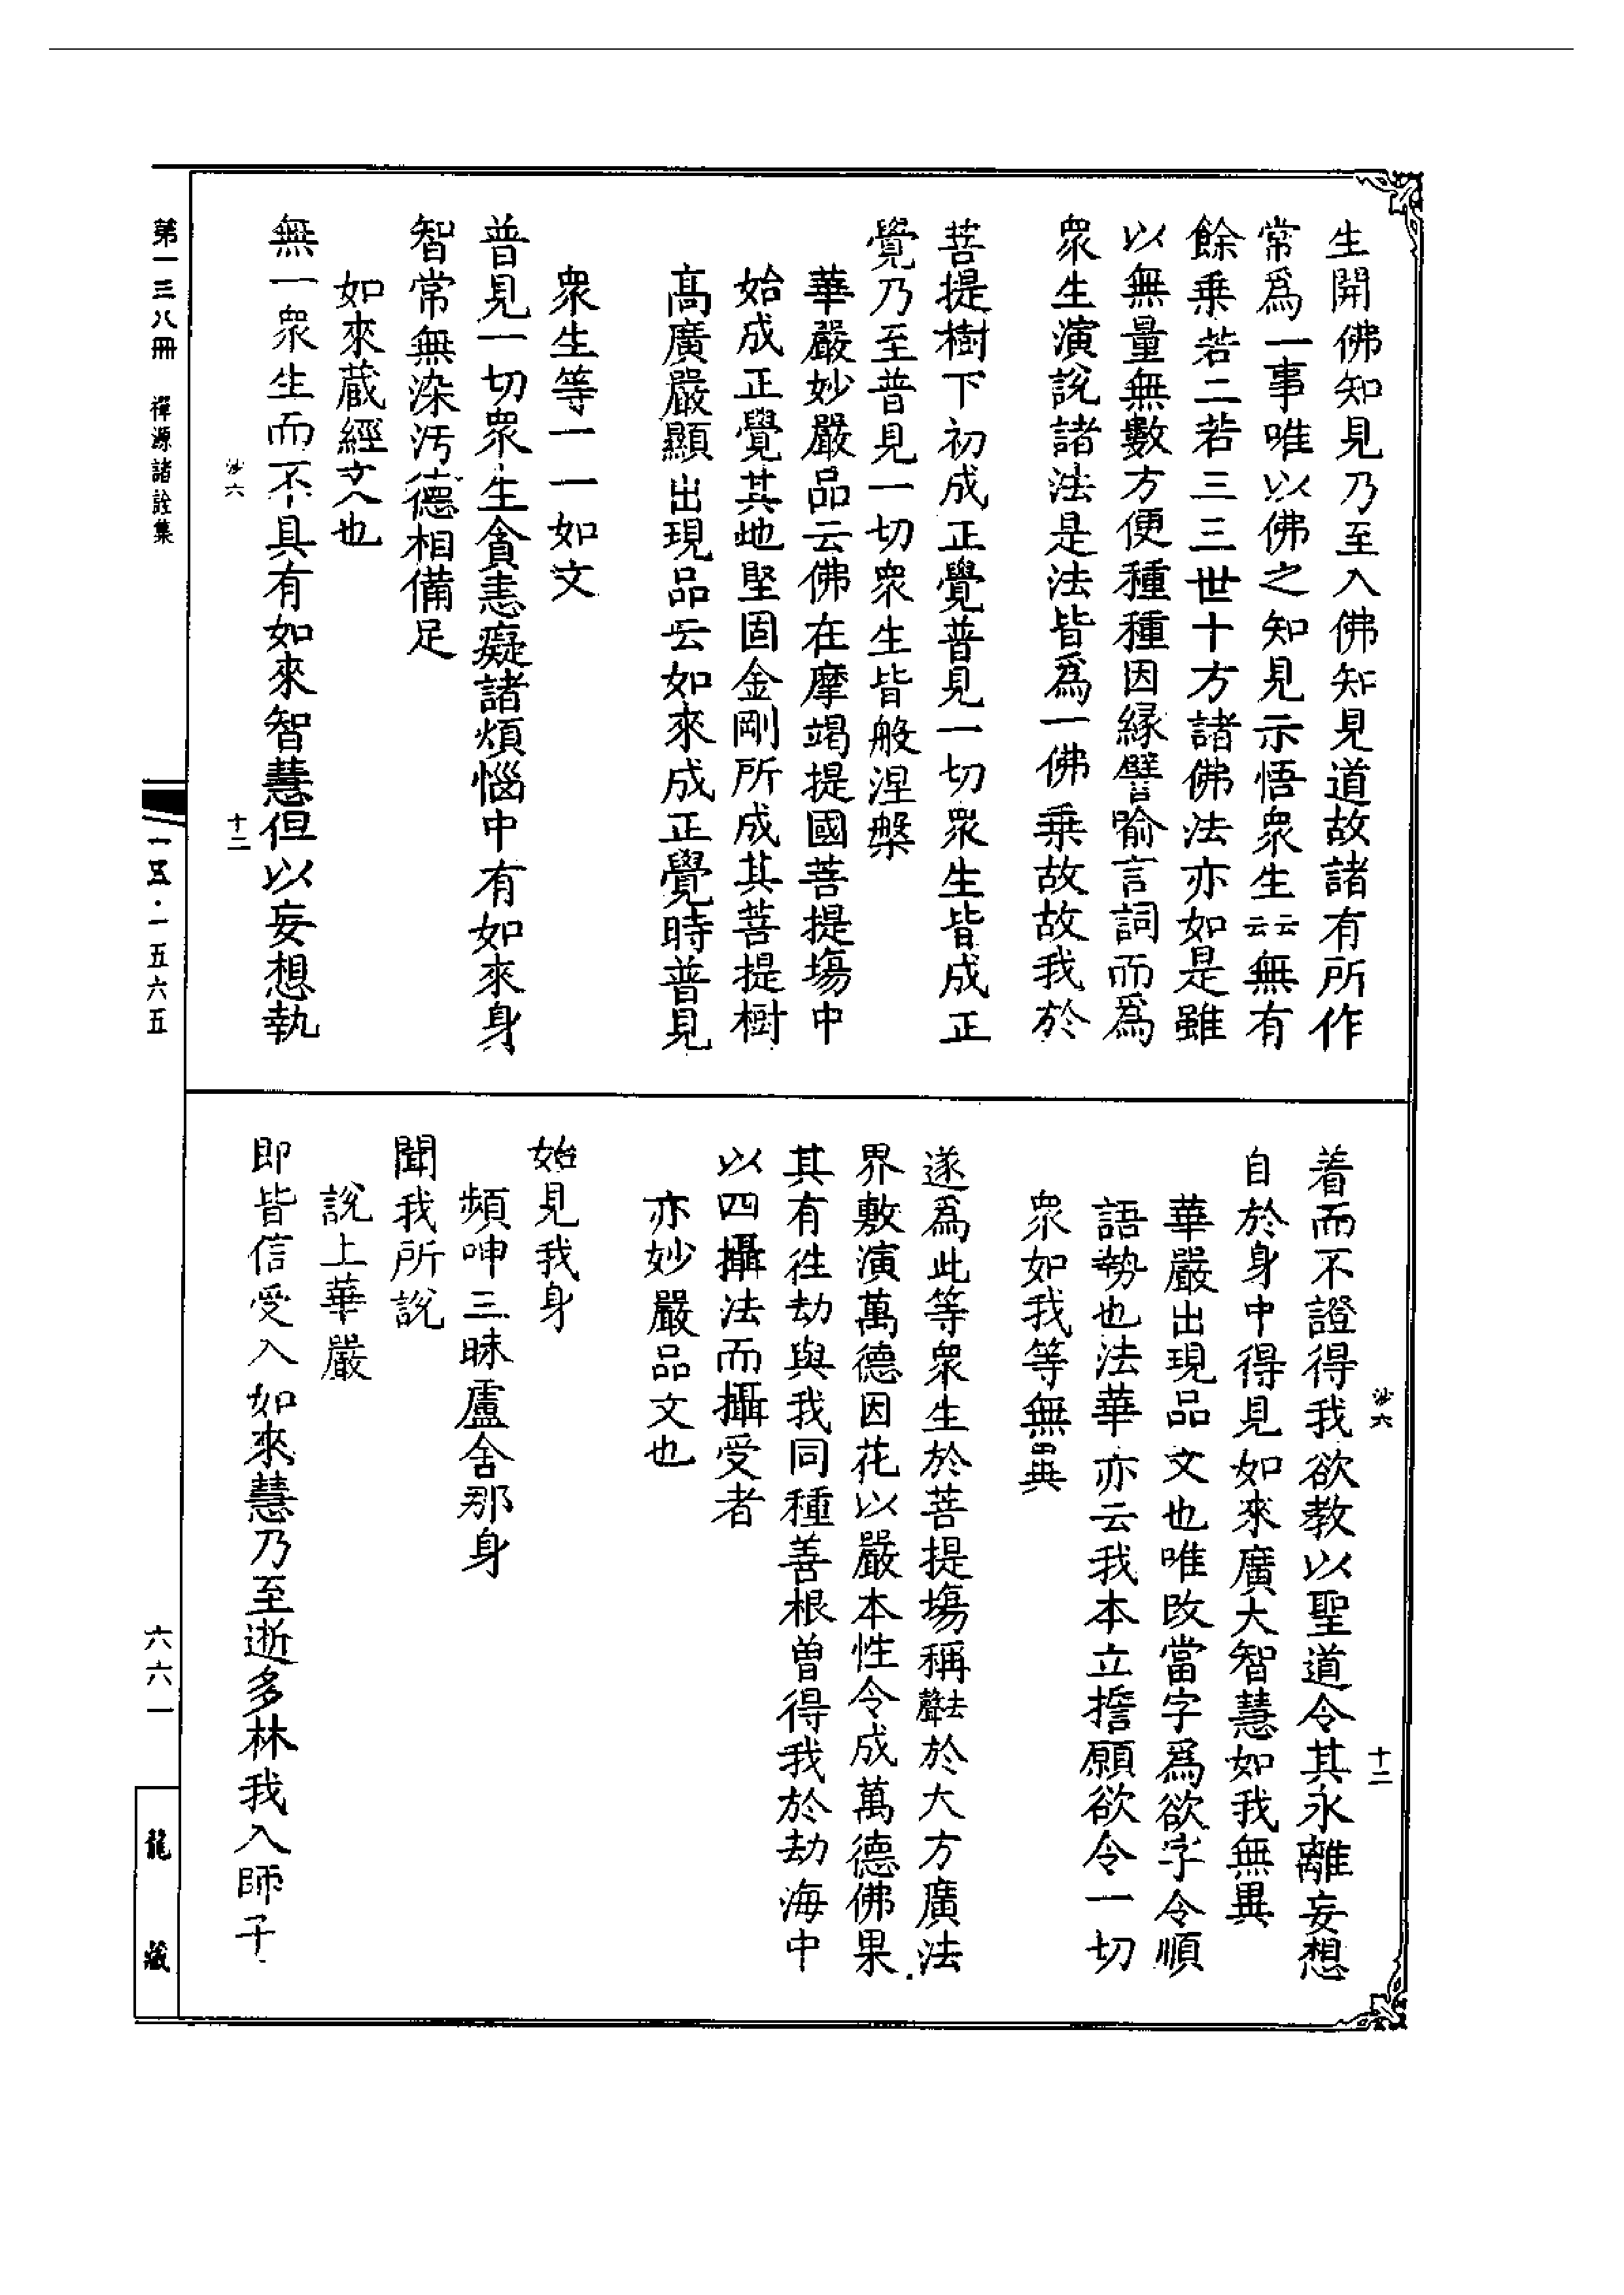 生開佛知見乃至入佛知見道故諸有所作
常爲一事唯以佛之知見示悟衆生云云無有
餘乗若二若三三世十方諸佛法亦如是雖
以無量無數方便種種因縁譬喻言詞而爲
衆生演說諸法是法皆爲一佛乗故故我於
菩提樹下初成正覺普見一切衆生皆成正
覺乃至普見一切衆生皆般涅槃
華嚴妙嚴品云佛在摩竭提國菩提塲中
始成正覺其地堅固金剛所成其菩提樹
高廣嚴顯出現品云如來成正覺時普見
衆生等一一如文
普見一切衆生貪恚癡諸煩惱中有如來身
智常無染汚德相備足
如來藏經文也
無一衆生而不具有如來智慧但以妄想執
沙六
十二
第一三八冊 禪源諸詮集
一五·一五六五
沙六
十二
着而不證得我欲教以聖道令其永離妄想
自於身中得見如來廣大智慧如我無異
華嚴出現品文也唯改當字爲欲字令順
語勢也法華亦云我本立擔願欲令一切
衆如我等無異
遂爲此等衆生於菩提塲稱去聲於大方廣法
界敷演萬德因花以嚴本性令成萬德佛果
其有往劫與我同種善根曾得我於劫海中
以四攝法而攝受者
亦妙嚴品文也
始見我身
頻呻三昧盧舍那身
聞我所說
說上華嚴
即皆信受入如來慧乃至逝多林我入師子
六六一
龍藏